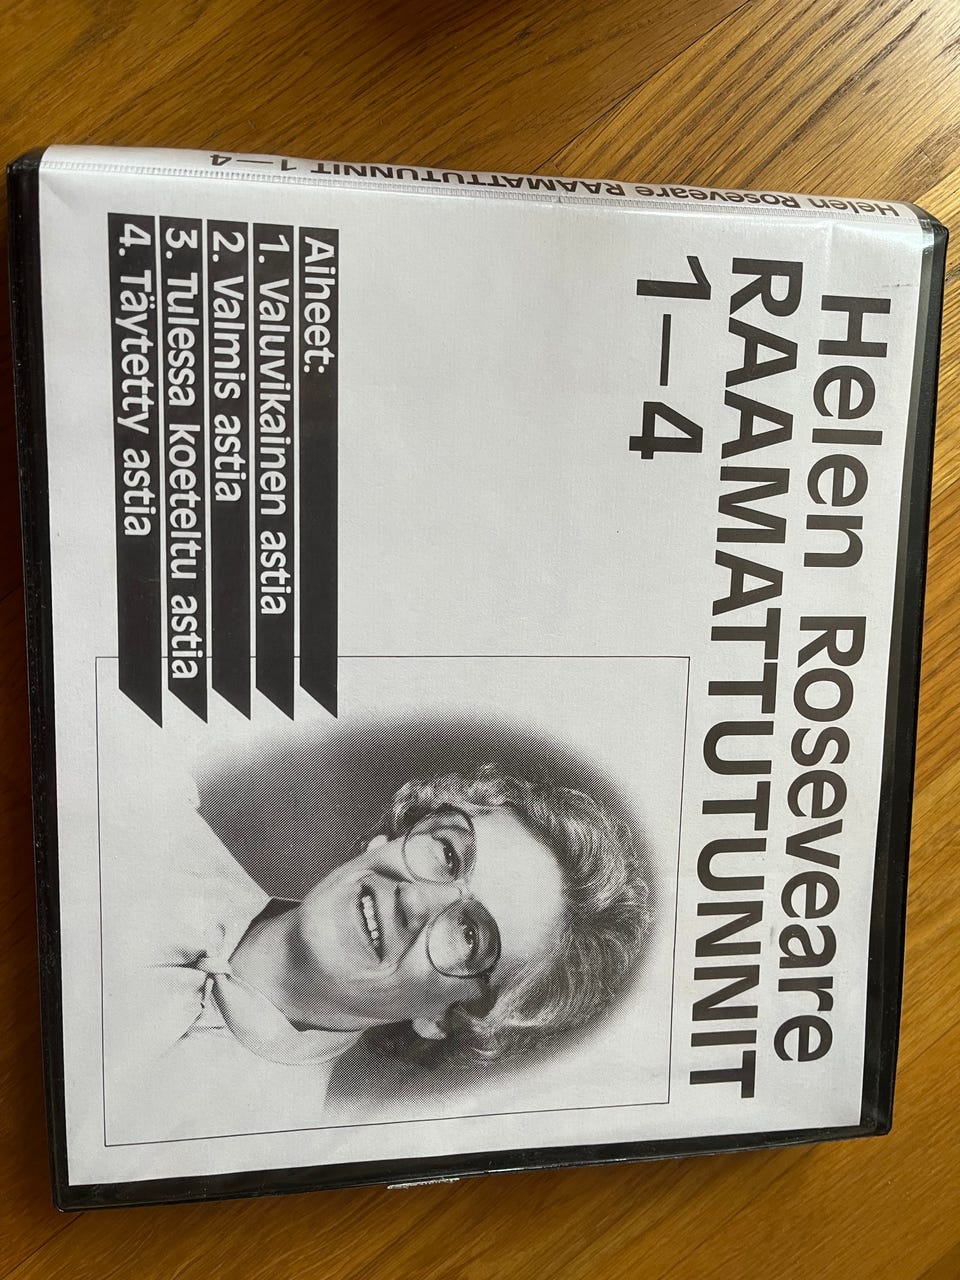 Helen Roseveare
RAAMATTUTUNNIT
1—4
Aiheet:
1. Valuvikainen astia
2. Valmis astia
3. Tulessa koeteltu astia
4. Täytetty astia
Helen Roseveare RAAMATTUTUNNIT 1—4